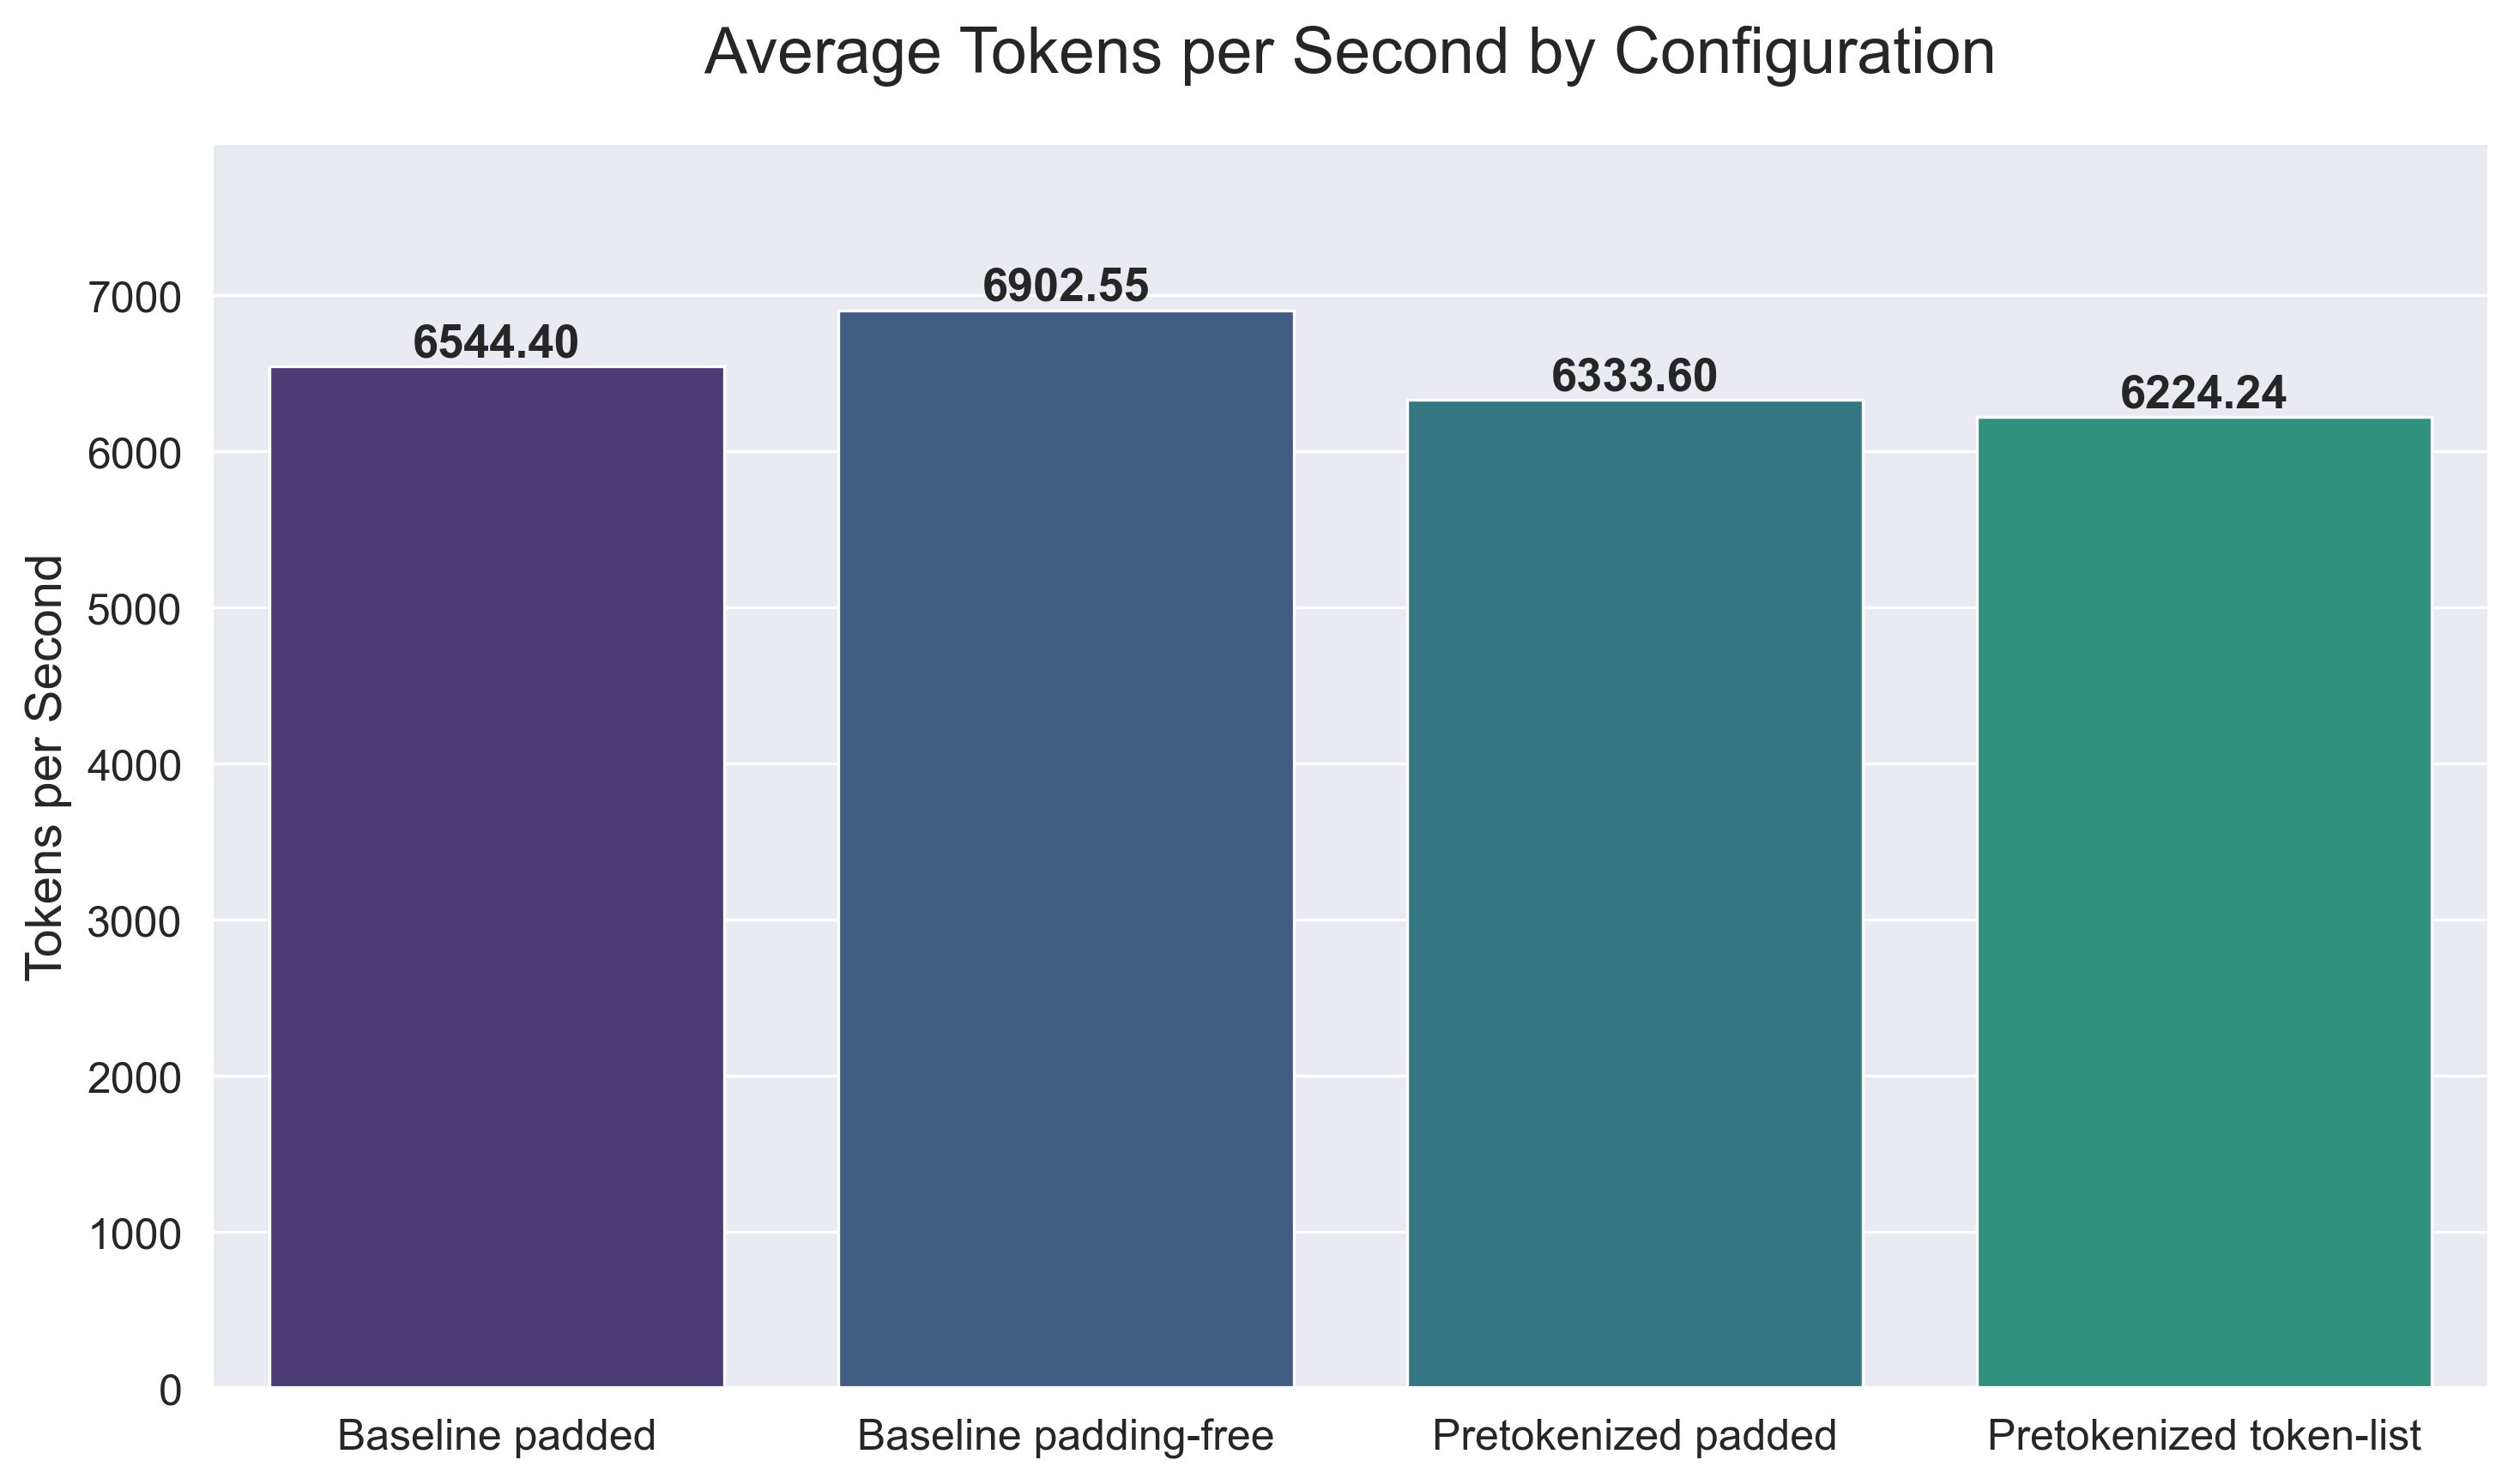 Average Tokens per Second by Configuration
Tokens per Second
7000
6000
5000
4000
3000
2000
1000
0
6544.40
6902.55
6333.60
6224.24
Baseline padded
Baseline padding-free
Pretokenized padded
Pretokenized token-list